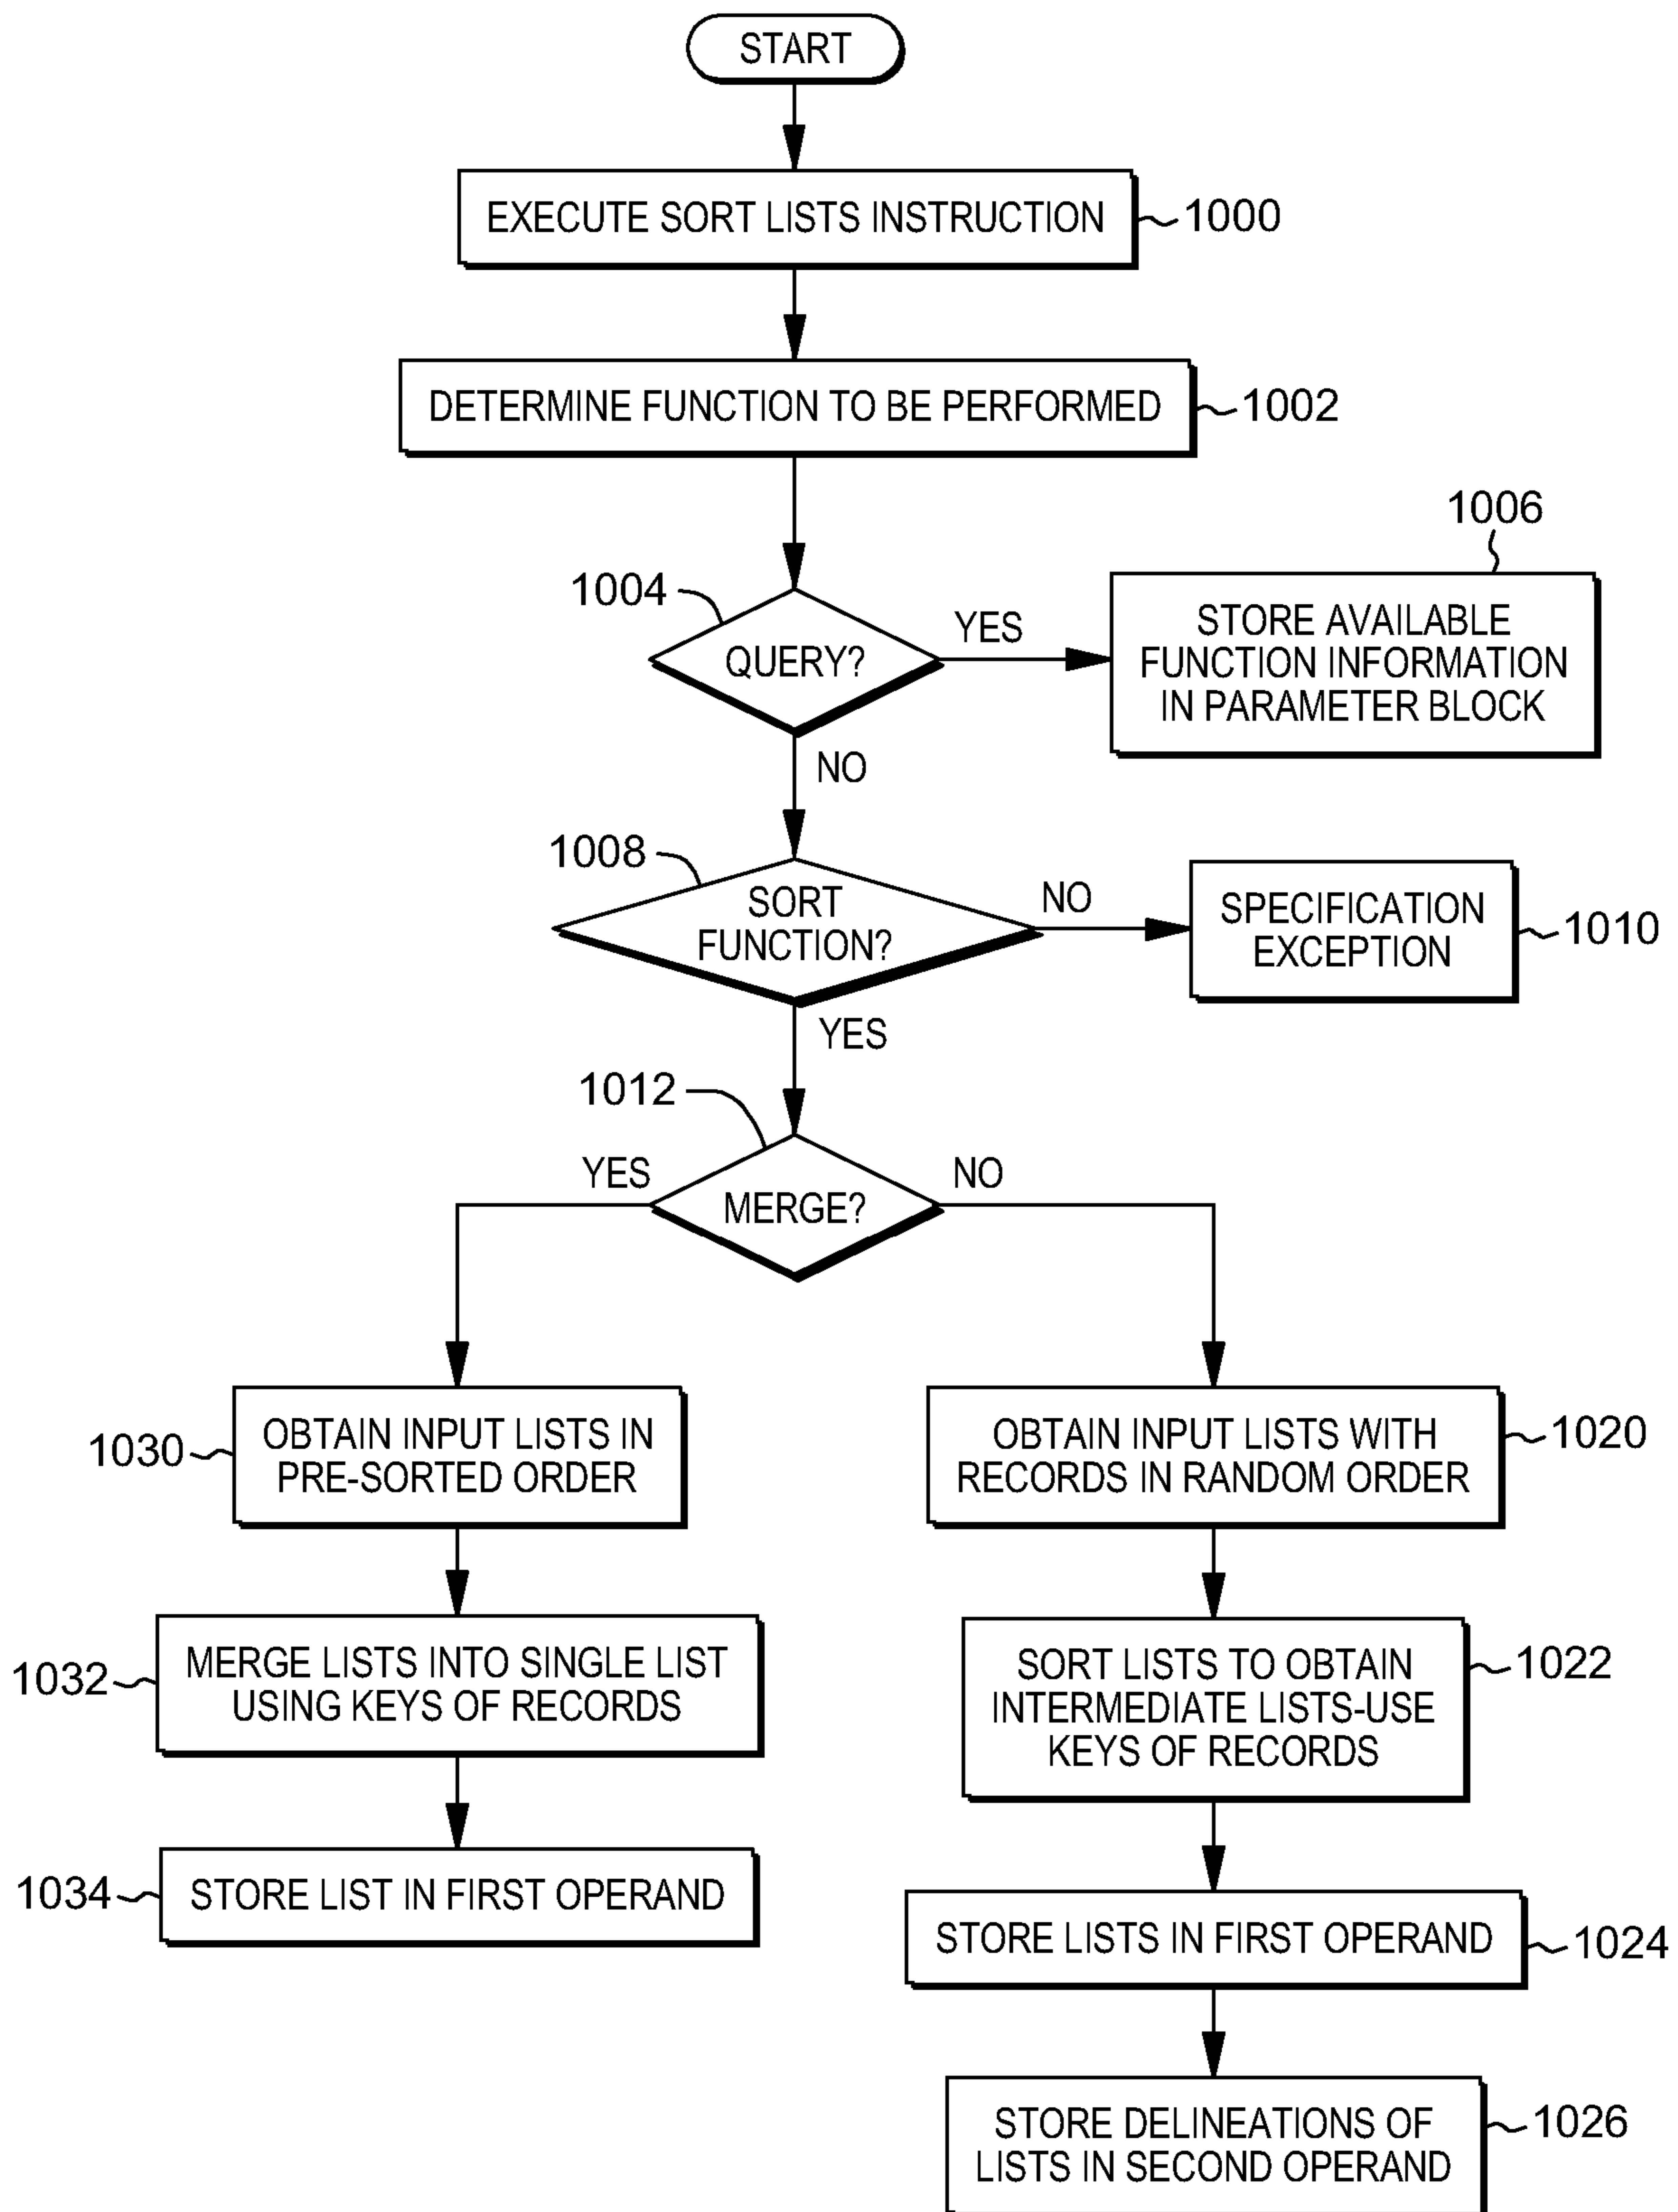 START
EXECUTE SORT LISTS INSTRUCTION
1000
DETERMINE FUNCTION TO BE PERFORMED
1002
1004
QUERY?
YES
1006
STORE AVAILABLE
FUNCTION INFORMATION
IN PARAMETER BLOCK
NO
1008
SORT
FUNCTION?
NO
SPECIFICATION
EXCEPTION
1010
YES
1012
MERGE?
YES
NO
1030
OBTAIN INPUT LISTS IN
PRE-SORTED ORDER
OBTAIN INPUT LISTS WITH
RECORDS IN RANDOM ORDER
1020
1032
MERGE LISTS INTO SINGLE LIST
USING KEYS OF RECORDS
SORT LISTS TO OBTAIN
INTERMEDIATE LISTS-USE
KEYS OF RECORDS
1022
1034
STORE LIST IN FIRST OPERAND
STORE LISTS IN FIRST OPERAND
1024
STORE DELINEATIONS OF
LISTS IN SECOND OPERAND
1026